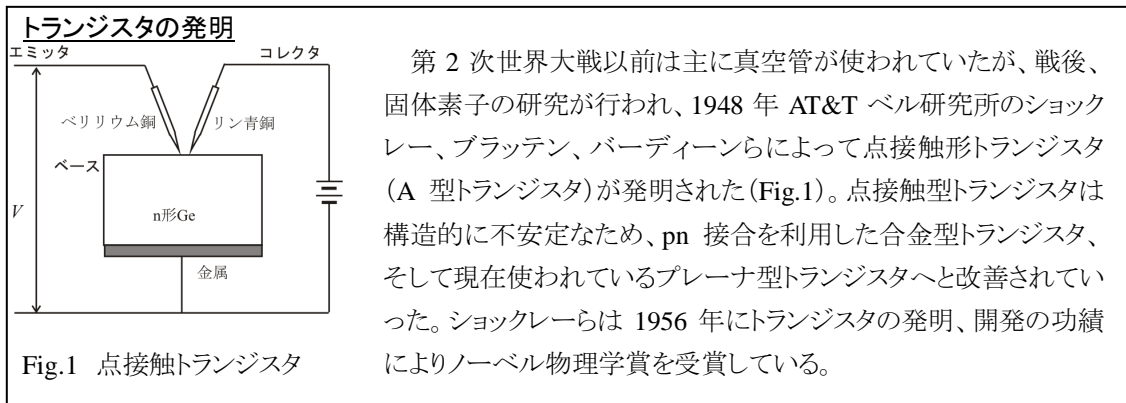 トランジスタの発明
エミッタ
コレクタ
ベリリウム銅
リン青銅
ベース
V
n形Ge
金属
Fig.1 点接触トランジスタ
第 2 次世界大戦以前は主に真空管が使われていたが、戦後、
固体素子の研究が行われ、1948 年 AT&T ベル研究所のショック
レー、ブラッテン、バーディーンらによって点接触形トランジスタ
（A 型トランジスタ）が発明された（Fig.1）。点接触型トランジスタは
構造的に不安定なため、pn 接合を利用した合金型トランジスタ、
そして現在使われているプレーナ型トランジスタへと改善されてい
った。ショックレーらは 1956 年にトランジスタの発明、開発の功績
によりノーベル物理学賞を受賞している。